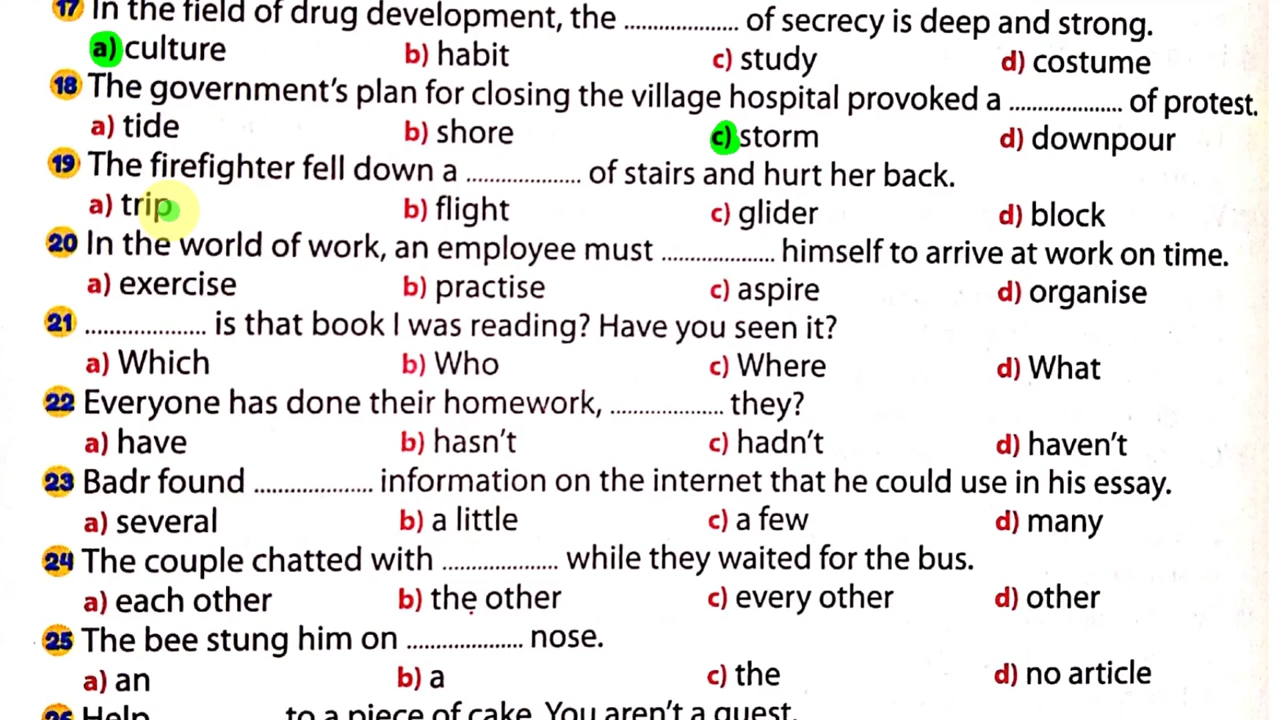 17 In the field of drug development, the .................... of secrecy is deep and strong.
a) culture b) habit c) study d) costume
18 The government's plan for closing the village hospital provoked a .................... of protest.
a) tide b) shore c) storm d) downpour
19 The firefighter fell down a .................... of stairs and hurt her back.
a) trip b) flight c) glider d) block
20 In the world of work, an employee must .................... himself to arrive at work on time.
a) exercise b) practise c) aspire d) organise
21 ..................... is that book I was reading? Have you seen it?
a) Which b) Who c) Where d) What
22 Everyone has done their homework, .................... they?
a) have b) hasn't c) hadn't d) haven't
23 Badr found ..................... information on the internet that he could use in his essay.
a) several b) a little c) a few d) many
24 The couple chatted with .................... while they waited for the bus.
a) each other b) the other c) every other d) other
25 The bee stung him on .................... nose.
a) an b) a c) the d) no article
26 Help to a piece of cake. You aren't a guest.